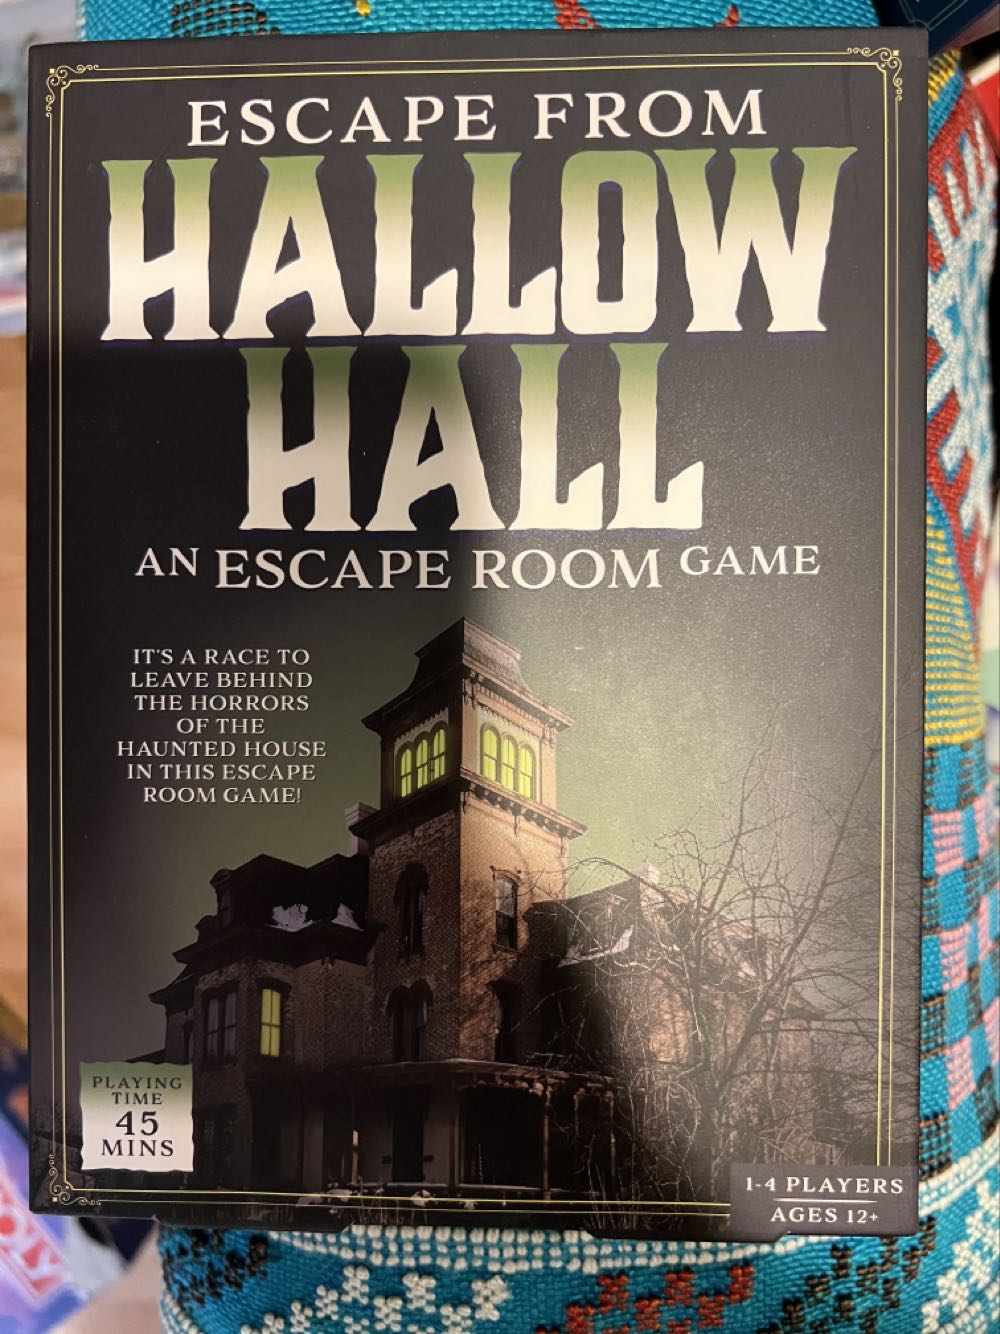 ESCAPE FROM
HALLOW
HALL
AN ESCAPE ROOM GAME
IT'S A RACE TO
LEAVE BEHIND
THE HORRORS
OF THE
HAUNTED HOUSE
IN THIS ESCAPE
ROOM GAME!
PLAYING
TIME
45
MINS
1-4 PLAYERS
AGES 12+